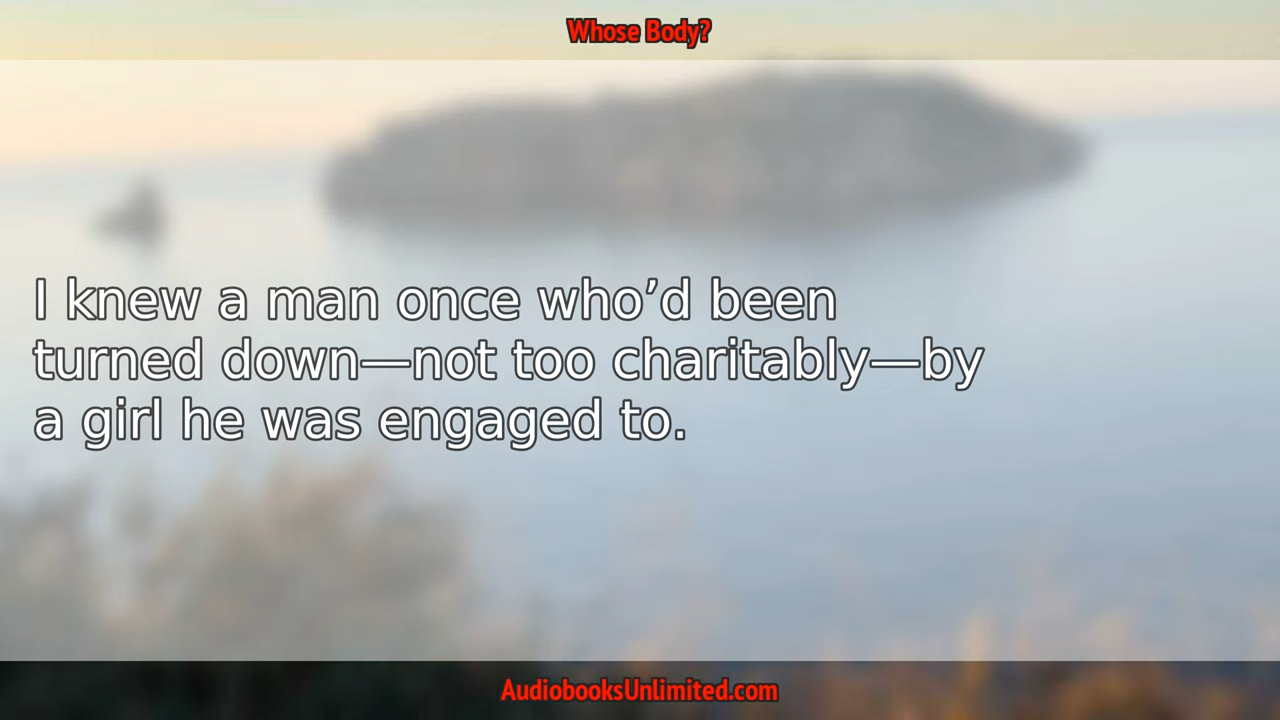 Whose Body?
I knew a man once who’d been
turned down—not too charitably—by
a girl he was engaged to.
AudiobooksUnlimited.com